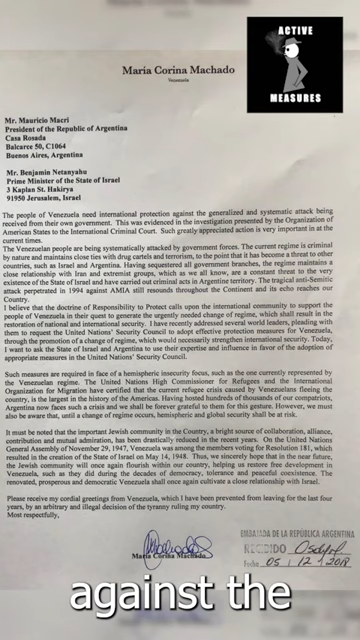 ACTIVE
MEASURES
María Corina Machado
Venezuela
Mr. Mauricio Macri
President of the Republic of Argentina
Casa Rosada
Balcarce 50, C1064
Buenos Aires, Argentina
Mr. Benjamin Netanyahu
Prime Minister of the State of Israel
3 Kaplan St. Hakirya
91950 Jerusalem, Israel
The people of Venezuela need international protection against the generalized and systematic attack being
received from their own government. This was evidenced in the investigation presented by the Organization of
American States to the International Criminal Court. Such greatly appreciated action is very important in at the
current times.
The Venezuelan people are being systematically attacked by government forces. The current regime is criminal
by nature and maintains close ties with drug cartels and terrorism, to the point that it has become a threat to other
countries, such as Israel and Argentina. Having sequestered all government branches, the regime maintains a
close relationship with Iran and extremist groups, which as we all know, are a constant threat to the very
existence of the State of Israel and have carried out criminal acts in Argentine territory. The tragical anti-Semitic
attack perpetrated in 1994 against AMIA still resounds throughout the Continent and its echo reaches our
Country.
I believe that the doctrine of Responsibility to Protect calls upon the international community to support the
people of Venezuela in their quest to generate the urgently needed change of regime, which shall result in the
restoration of national and international security. I have recently addressed several world leaders, pleading with
them to request the United Nations's Security Council to adopt effective protection measures for Venezuela,
through the promotion of a change of regime, which would necessarily strengthen international security. Today,
I want to ask the State of Israel and Argentine to use their expertise and influence in favor of the adoption of
appropriate measures in the United Nations' Security Council.
Such measures are required in face of a hemispheric insecurity focus, such as the one currently represented by
the Venezuelan regime. The United Nations High Commissioner for Refugees and the International
Organization for Migration have certified that the current refugee crisis caused by Venezuelans fleeing the
country, is the largest in the history of the Americas. Having hosted hundreds of thousands of our compatriots,
Argentina now faces such a crisis and we shall be forever grateful to them for this gesture. However, we must
also be aware that, until a change of regime occurs, hemispheric and global security shall be at risk.
It must be noted that the important Jewish community in the Country, a bright source of collaboration, alliance,
contribution and mutual admiration, has been drastically reduced in the recent years. On the United Nations
General Assembly of November 29, 1947, Venezuela was among the members voting for Resolution 181, which
resulted in the creation of the State of Israel on May 14, 1948. Thus, we sincerely hope that in the near future,
the Jewish community will once again flourish within our country, helping us restore free development in
Venezuela, such as they did during the decades of democracy, tolerance and peaceful coexistence. The
renovated, prosperous and democratic Venezuela shall once again cultivate a close relationship with Israel.
Please receive my cordial greetings from Venezuela, which I have been prevented from leaving for the last four
years, by an arbitrary and illegal decision of the tyranny ruling my country.
Most respectfully,
María Corina Machado
EMBAJADA DE LA REPÚBLICA ARGENTINA
RECIBIDO
Fecha 05 / 12 / 2018
against the